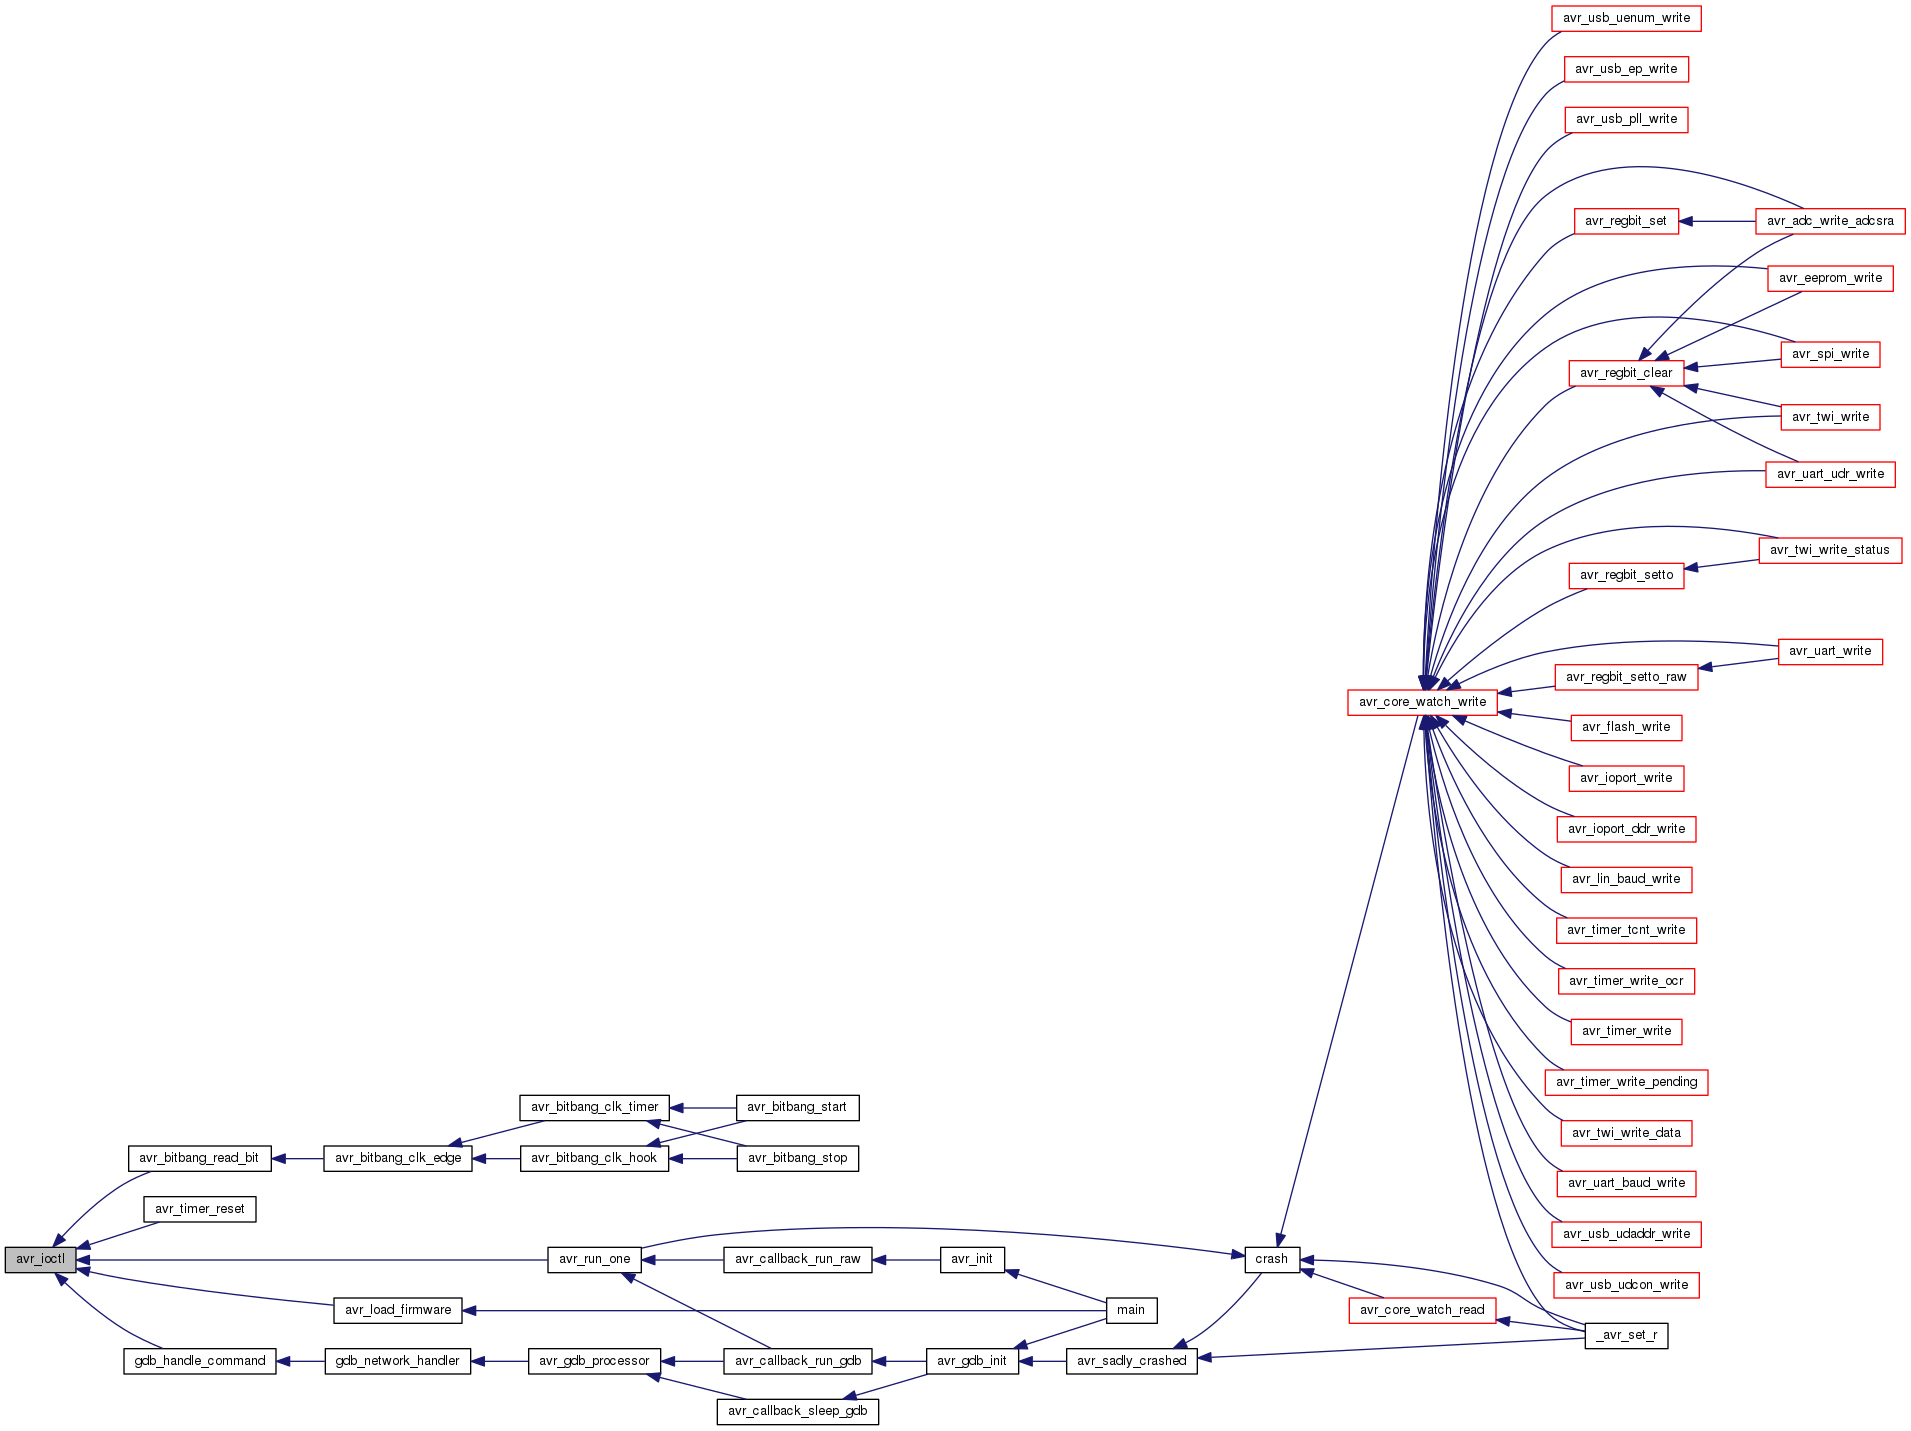 avr_usb_uenum_write
avr_usb_ep_write
avr_usb_pll_write
avr_regbit_set
avr_adc_write_adcsra
avr_eeprom_write
avr_spi_write
avr_regbit_clear
avr_twi_write
avr_uart_udr_write
avr_twi_write_status
avr_regbit_setto
avr_uart_write
avr_regbit_setto_raw
avr_core_watch_write
avr_flash_write
avr_ioport_write
avr_ioport_ddr_write
avr_lin_baud_write
avr_timer_tcnt_write
avr_timer_write_ocr
avr_timer_write
avr_timer_write_pending
avr_bitbang_clk_timer
avr_bitbang_start
avr_twi_write_data
avr_bitbang_read_bit
avr_bitbang_clk_edge
avr_bitbang_clk_hook
avr_bitbang_stop
avr_uart_baud_write
avr_timer_reset
avr_usb_udaddr_write
avr_ioctl
avr_run_one
avr_callback_run_raw
avr_init
crash
avr_usb_udcon_write
avr_load_firmware
main
avr_core_watch_read
_avr_set_r
gdb_handle_command
gdb_network_handler
avr_gdb_processor
avr_callback_run_gdb
avr_gdb_init
avr_sadly_crashed
avr_callback_sleep_gdb